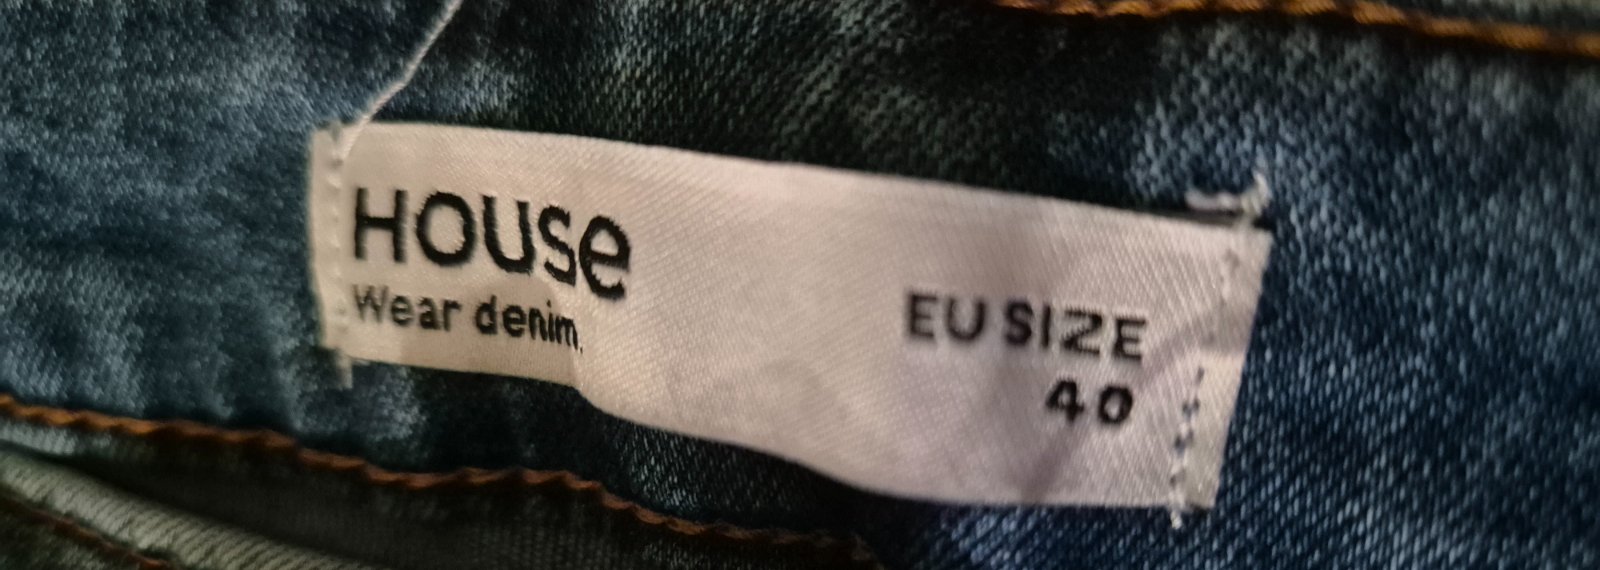 HOUSe
Wear denim.
EU SIZE
40